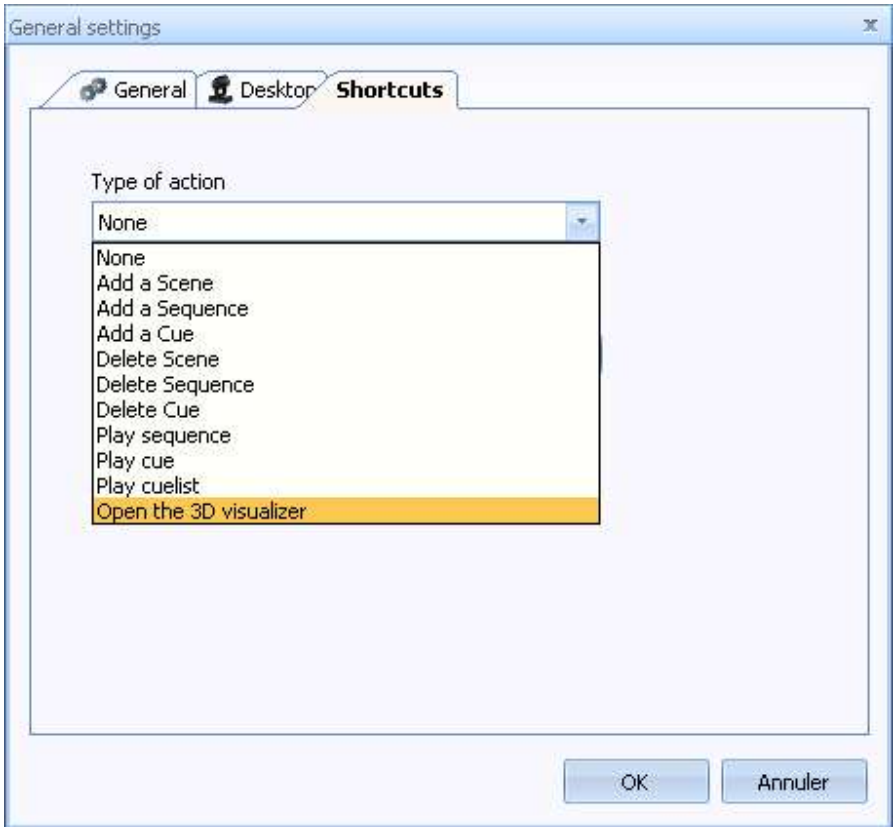 General settings
General Desktop Shortcuts
Type of action
None
None
Add a Scene
Add a Sequence
Add a Cue
Delete Scene
Delete Sequence
Delete Cue
Play sequence
Play cue
Play cuelist
Open the 3D visualizer
OK Annuler